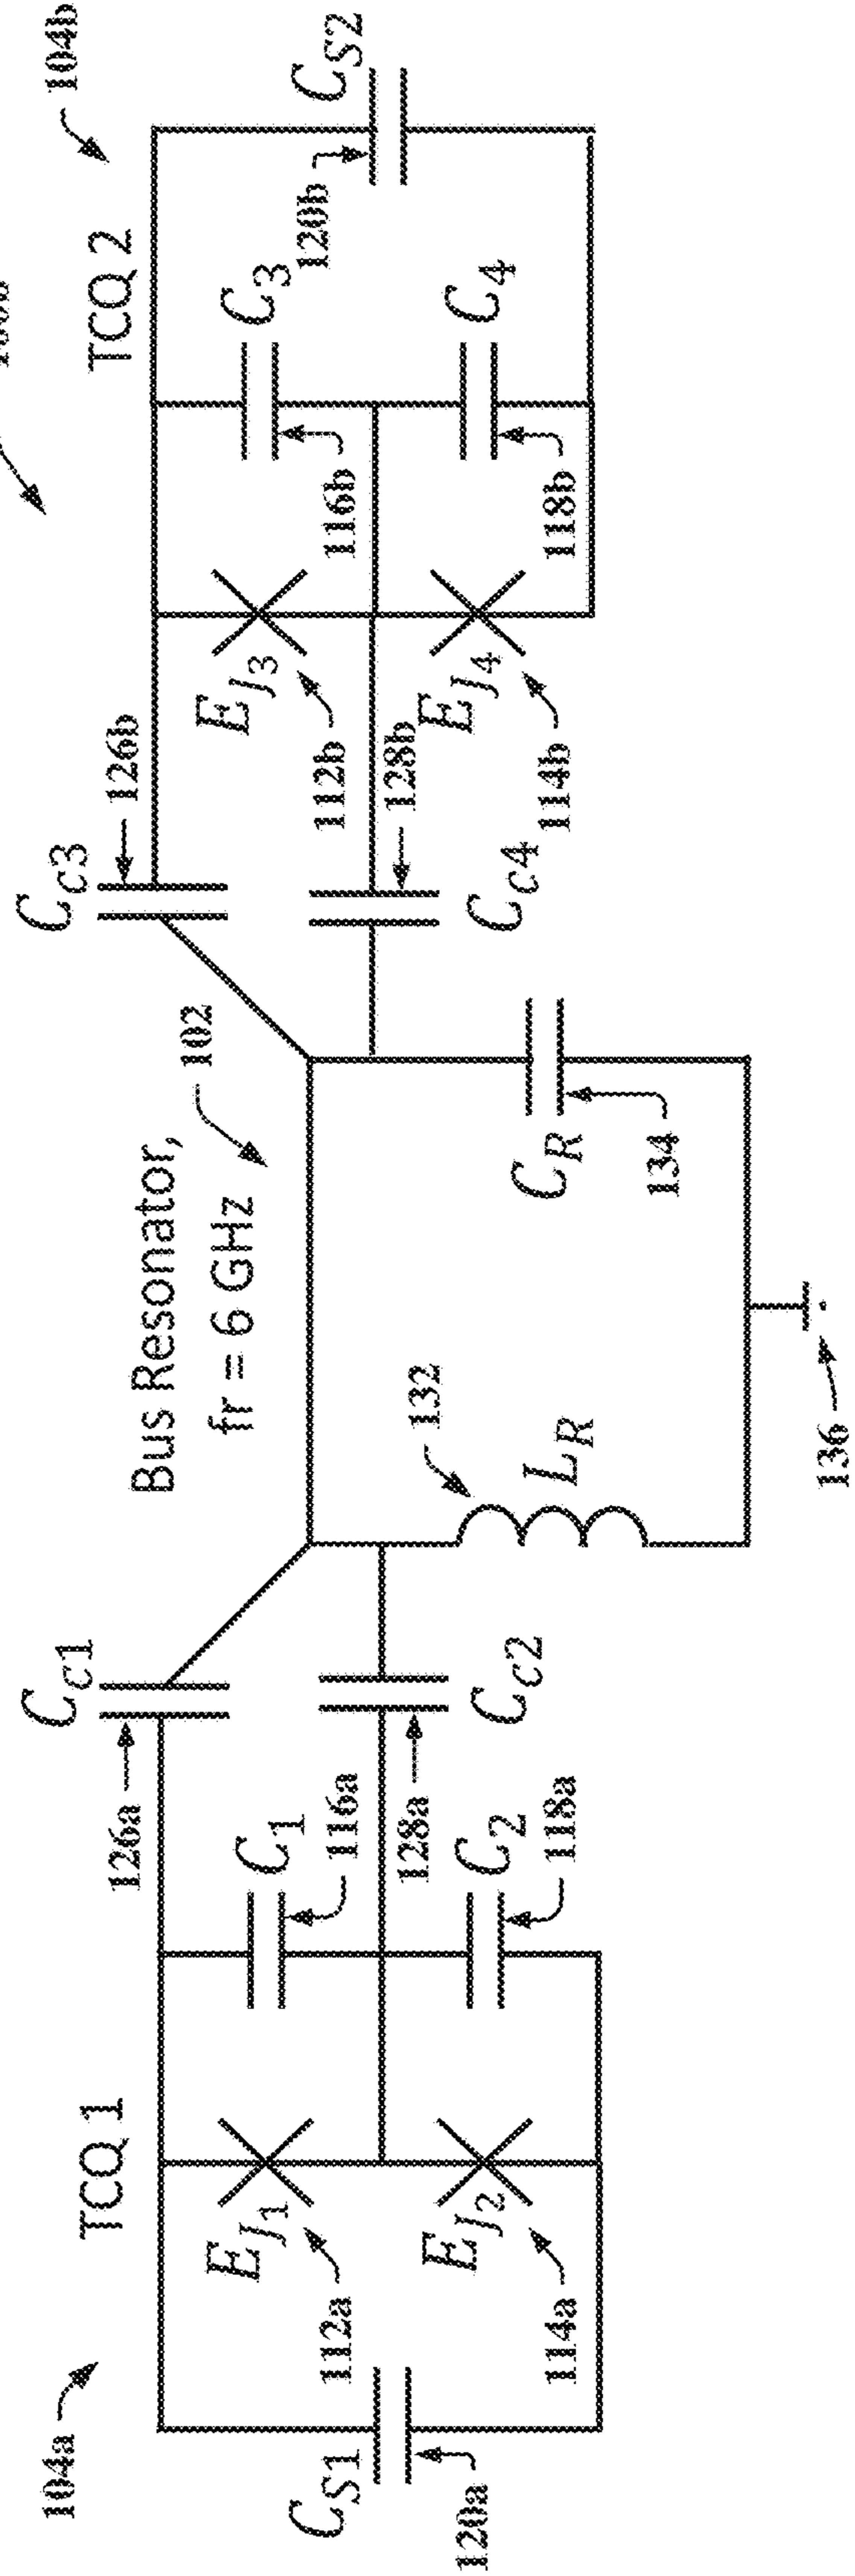 104a
TCQ 1
C_S1
120a
E_J1
112a
E_J2
114a
C_1
116a
C_2
118a
C_c1
126a
C_c2
128a
Bus Resonator,
fr = 6 GHz
102
132
L_R
C_R
134
136
C_c3
126b
C_c4
128b
TCQ 2
104b
E_J3
112b
E_J4
114b
C_3
116b
C_4
118b
C_S2
120b